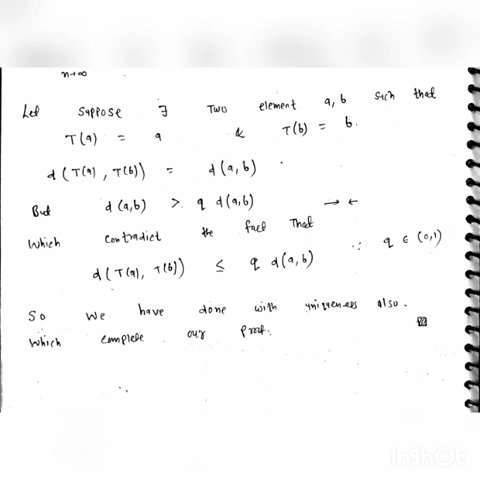 n→∞
Let suppose ∃ Two element a, b such that
T(a) = a & T(b) = b.
d(T(a), T(b)) = d(a,b)
But d(a,b) > q d(a,b) → ←
Which contradict the fact That ∵ q ∈ (0,1)
d(T(a), T(b)) ≤ q d(a,b)
So we have done with uniqueness also.
Which complete our Proof.
InShOt